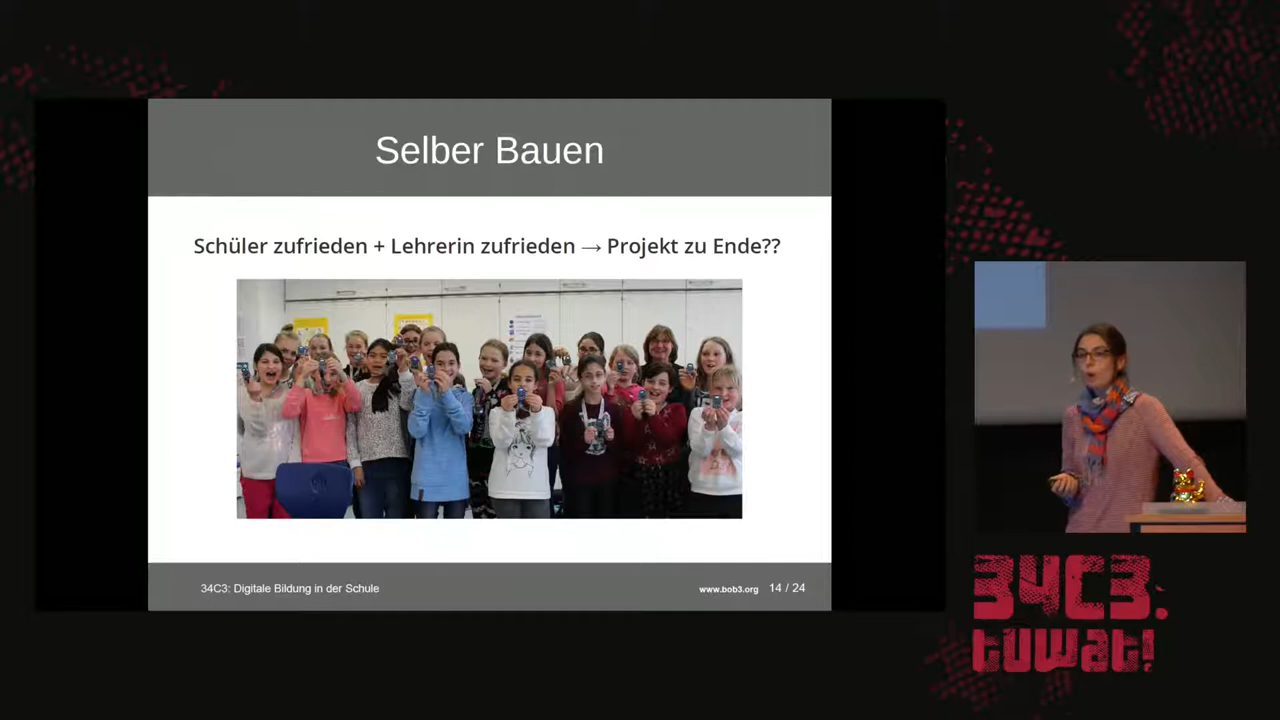 Selber Bauen
Schüler zufrieden + Lehrerin zufrieden → Projekt zu Ende??
34C3: Digitale Bildung in der Schule
www.bob3.org
14 / 24
34C3:
tuwat!